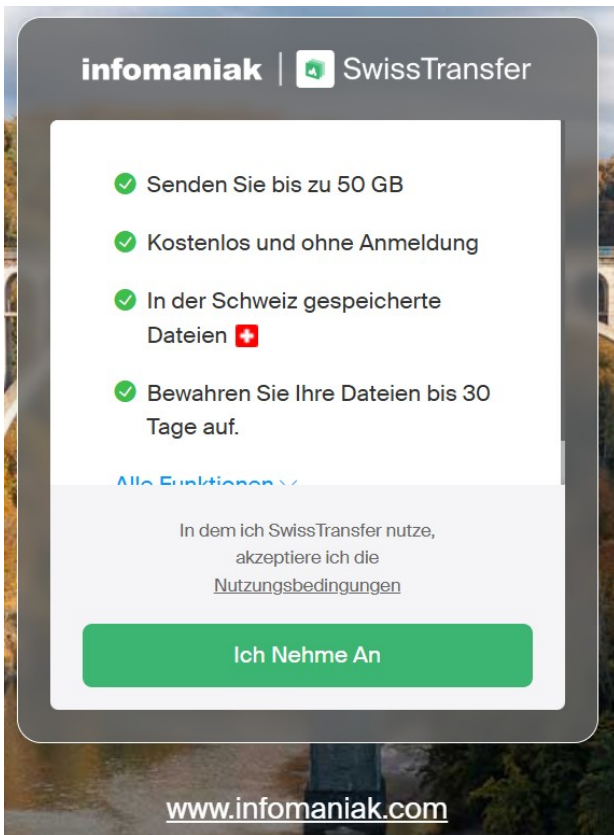 infomaniak | SwissTransfer
Senden Sie bis zu 50 GB
Kostenlos und ohne Anmeldung
In der Schweiz gespeicherte
Dateien
Bewahren Sie Ihre Dateien bis 30
Tage auf.
Alle Funktionen
In dem ich SwissTransfer nutze,
akzeptiere ich die
Nutzungsbedingungen
Ich Nehme An
www.infomaniak.com